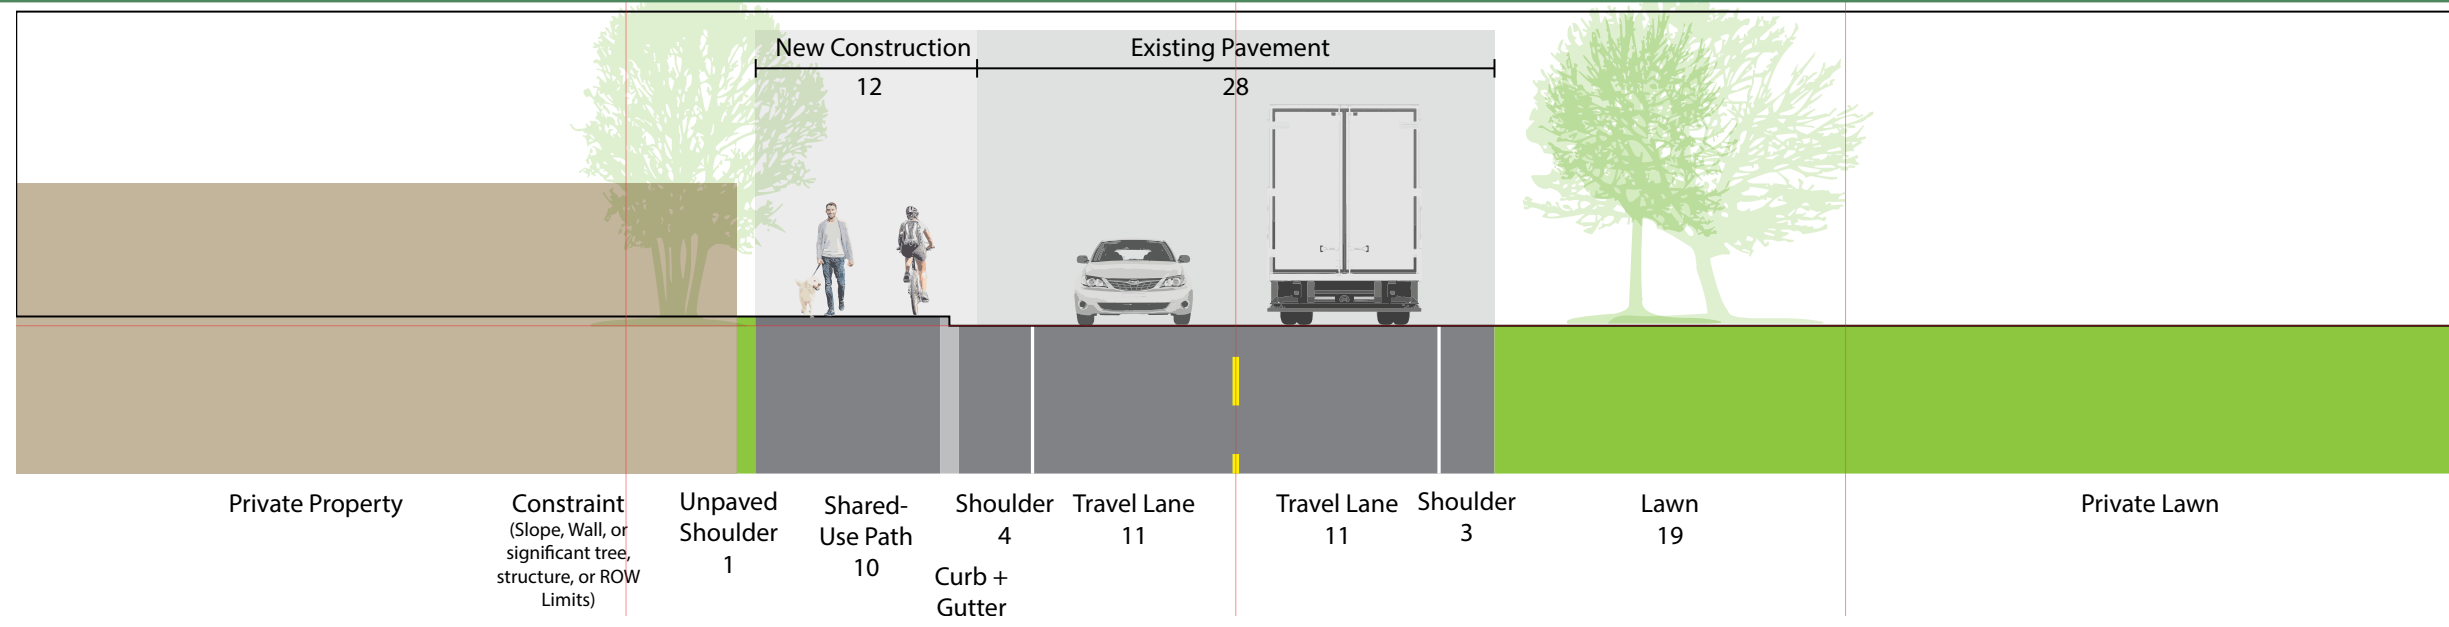 New Construction
12
Existing Pavement
28
Private Property
Constraint
(Slope, Wall, or
significant tree,
structure, or ROW
Limits)
Unpaved
Shoulder
1
Shared-
Use Path
10
Curb +
Gutter
Shoulder
4
Travel Lane
11
Travel Lane
11
Shoulder
3
Lawn
19
Private Lawn